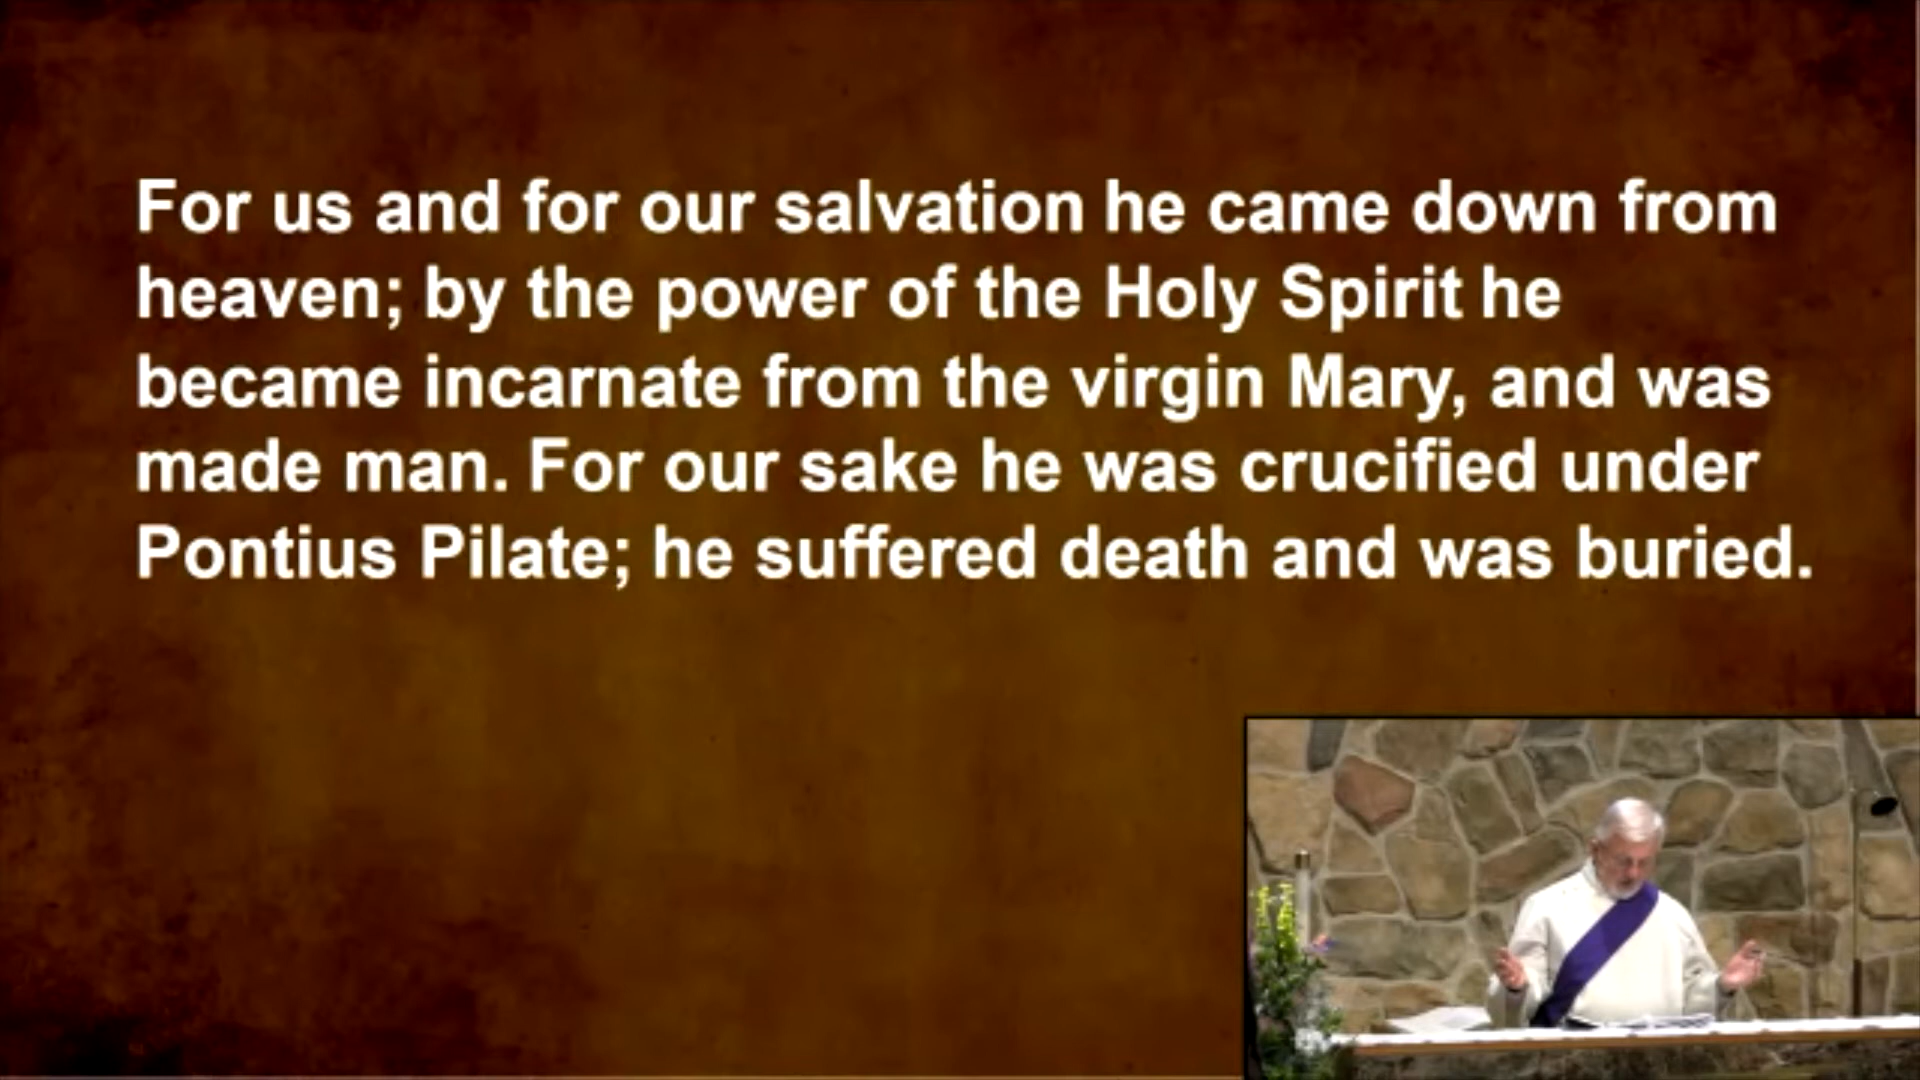 For us and for our salvation he came down from
heaven; by the power of the Holy Spirit he
became incarnate from the virgin Mary, and was
made man. For our sake he was crucified under
Pontius Pilate; he suffered death and was buried.